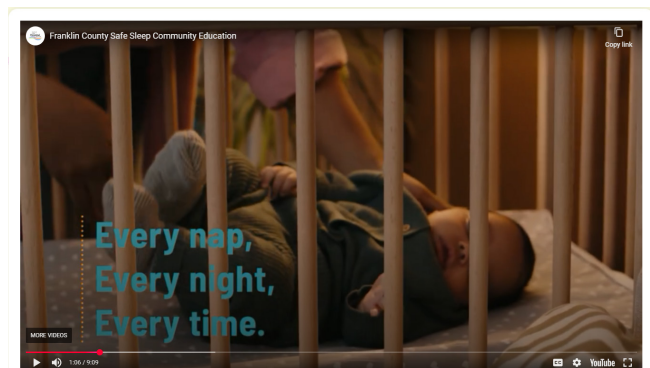 Franklin County Safe Sleep Community Education
Copy link
Every nap,
Every night,
Every time.
MORE VIDEOS
1:06 / 9:09
CC
YouTube